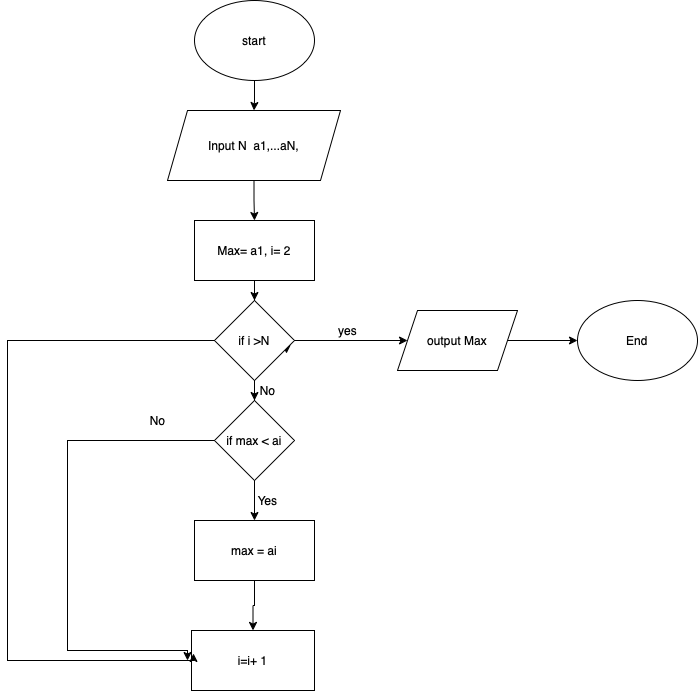 start
Input N  a1,...aN,
Max= a1, i= 2
if i >N
yes
output Max
End
No
No
if max < ai
Yes
max = ai
i=i+ 1